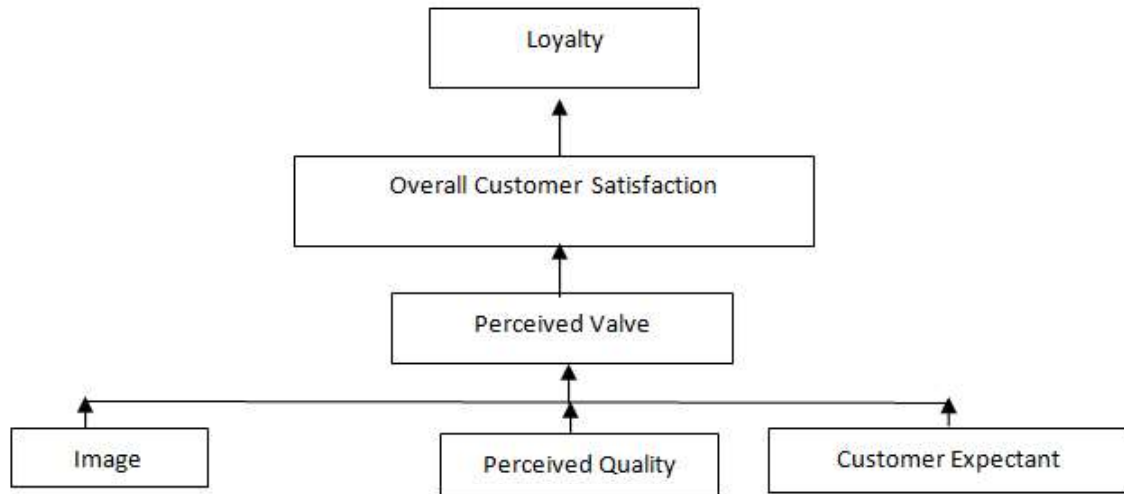 Loyalty
Overall Customer Satisfaction
Perceived Valve
Image
Perceived Quality
Customer Expectant